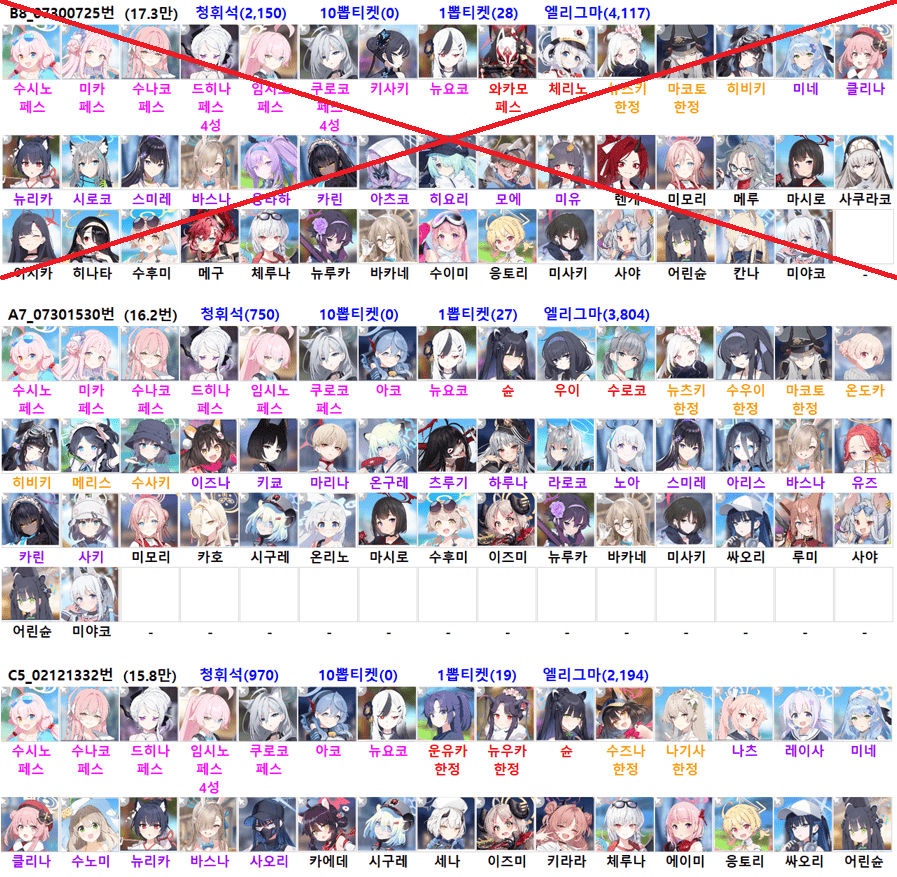 B8_07300725번 (17.3만) 청휘석(2,150) 10뽑티켓(0) 1뽑티켓(28) 엘리그마(4,117)
수시노 미카 수나코 드히나 임시노 쿠로코 키사키 뉴요코 와카모 체리노 뉴츠키 마코토 히비키 미네 클리나
페스 페스 페스 페스 페스 페스 페스 한정 한정
4성 4성
뉴리카 시로코 스미레 바스나 카린 아츠코 히요리 모에 미유 렌게 미모리 메루 마시로 사쿠라코
치시카 히나타 수후미 메구 체루나 뉴루카 바카네 수이미 응토리 미사키 사야 어린슌 칸나 미야코 -
A7_07301530번 (16.2만) 청휘석(750) 10뽑티켓(0) 1뽑티켓(27) 엘리그마(3,804)
수시노 미카 수나코 드히나 임시노 쿠로코 아코 뉴요코 슌 우이 수로코 뉴츠키 수우이 마코토 온도카
페스 페스 페스 페스 페스 페스 한정 한정 한정
히비키 메리스 수사키 이즈나 키쿄 마리나 온구레 츠루기 하루나 라로코 노아 스미레 아리스 바스나 유즈
카린 사키 미모리 카호 시구레 온리노 마시로 수후미 이즈미 뉴루카 바카네 미사키 싸오리 루미 사야
어린슌 미야코 - - - - - - - - - - - - -
C5_02121332번 (15.8만) 청휘석(970) 10뽑티켓(0) 1뽑티켓(19) 엘리그마(2,194)
수시노 수나코 드히나 임시노 쿠로코 아코 뉴요코 운유카 뉴우카 슌 수즈나 나기사 나츠 레이사 미네
페스 페스 페스 페스 페스 한정 한정 한정 한정
4성
클리나 수노미 뉴리카 바스나 사오리 카에데 시구레 세나 이즈미 키라라 체루나 에이미 응토리 싸오리 어린슌